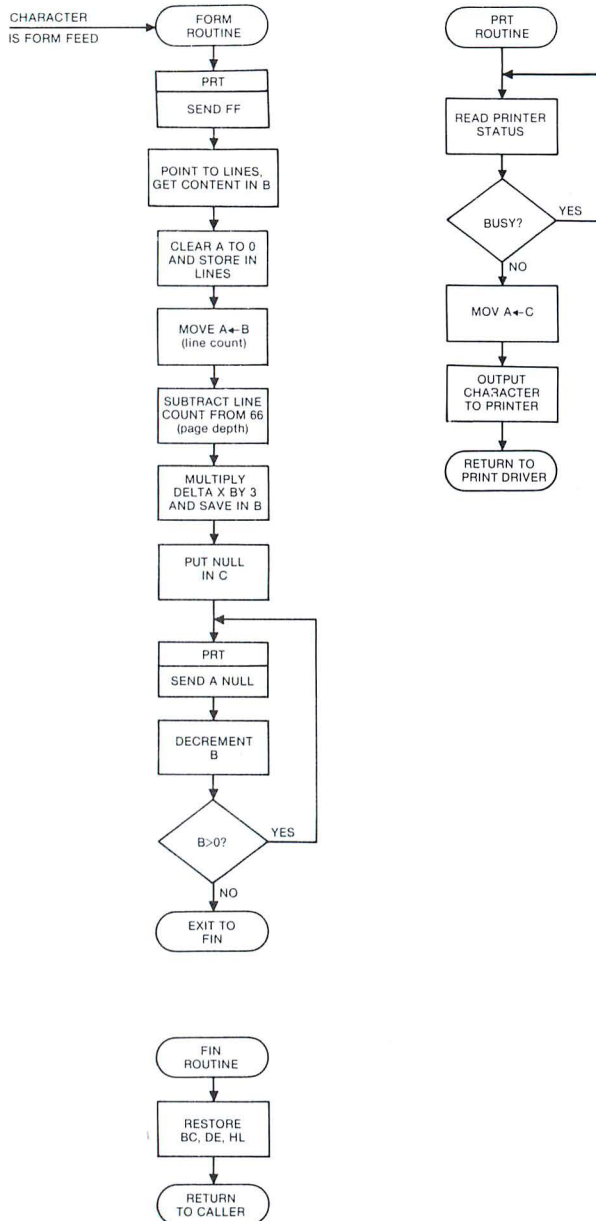 CHARACTER
IS FORM FEED
FORM
ROUTINE
PRT
SEND FF
POINT TO LINES,
GET CONTENT IN B
CLEAR A TO 0
AND STORE IN
LINES
MOVE A←B
(line count)
SUBTRACT LINE
COUNT FROM 66
(page depth)
MULTIPLY
DELTA X BY 3
AND SAVE IN B
PUT NULL
IN C
PRT
SEND A NULL
DECREMENT
B
B>0?
YES
NO
EXIT TO
FIN
FIN
ROUTINE
RESTORE
BC, DE, HL
RETURN
TO CALLER
PRT
ROUTINE
READ PRINTER
STATUS
BUSY?
YES
NO
MOV A←C
OUTPUT
CHARACTER
TO PRINTER
RETURN TO
PRINT DRIVER